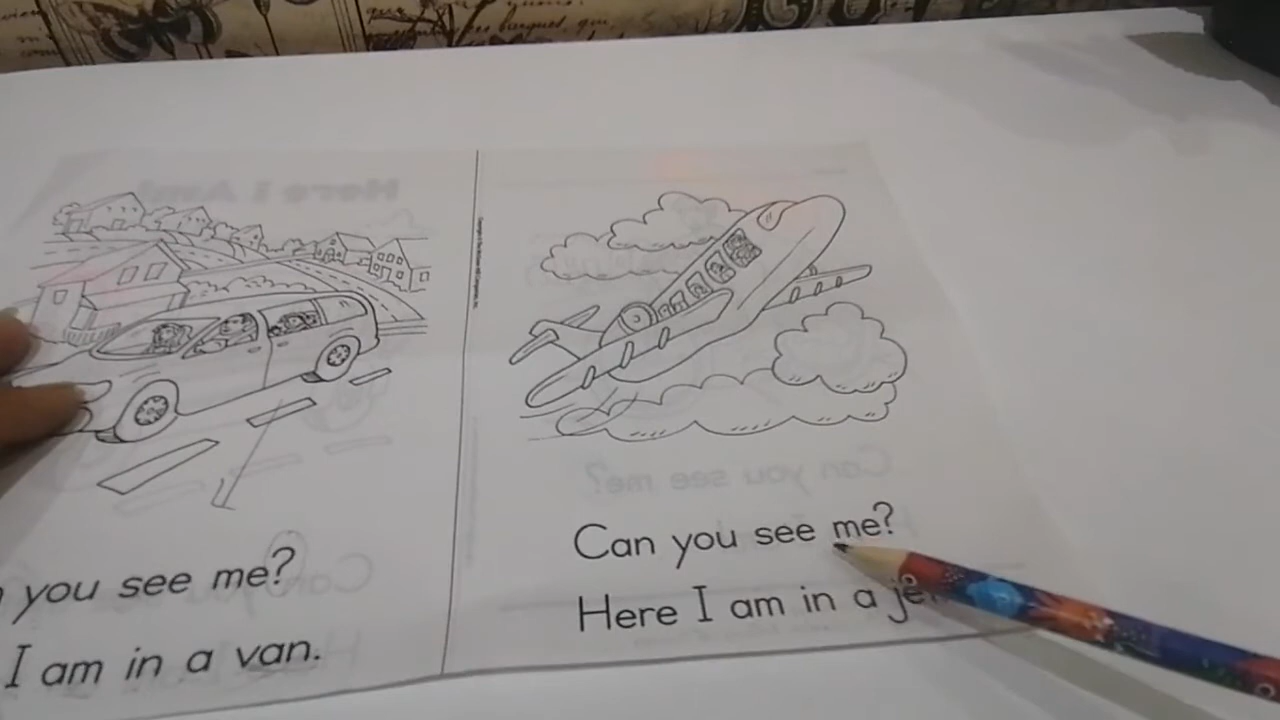 you see me?
I am in a van.
Can you see me?
Here I am in a